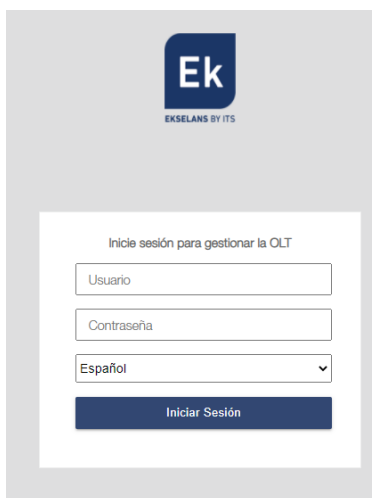 Ek
EKSELANS BY ITS
Inicie sesión para gestionar la OLT
Usuario
Contraseña
Español
Iniciar Sesión